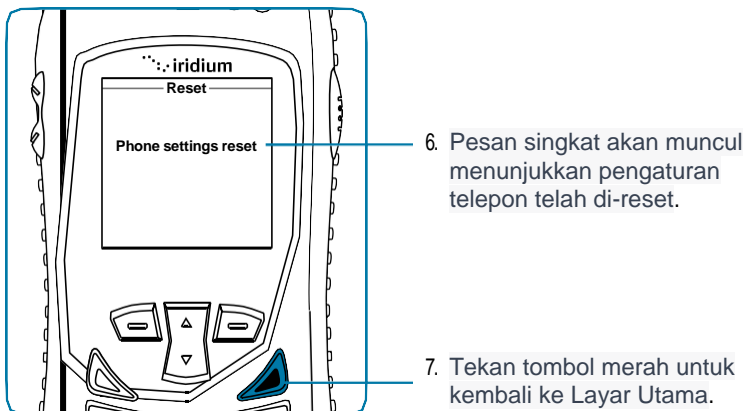 iridium
Reset
Phone settings reset
6. Pesan singkat akan muncul
menunjukkan pengaturan
telepon telah di-reset.
7. Tekan tombol merah untuk
kembali ke Layar Utama.